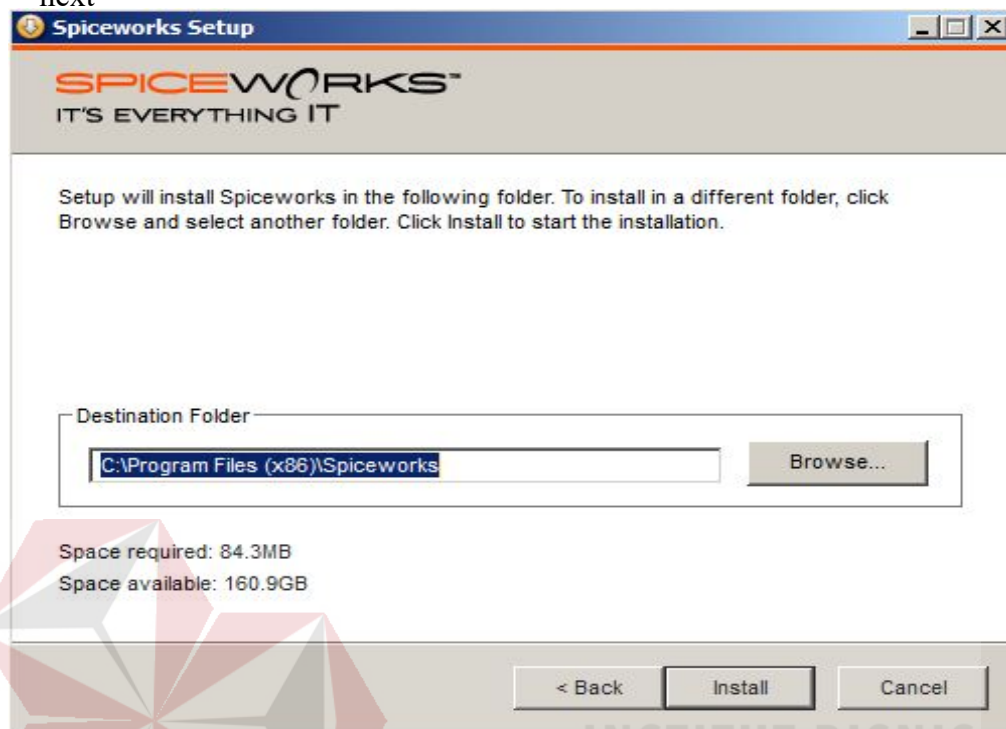 next
Spiceworks Setup
SPICEWORKS™
IT'S EVERYTHING IT
Setup will install Spiceworks in the following folder. To install in a different folder, click
Browse and select another folder. Click Install to start the installation.
Destination Folder
C:\Program Files (x86)\Spiceworks
Browse...
Space required: 84.3MB
Space available: 160.9GB
< Back
Install
Cancel